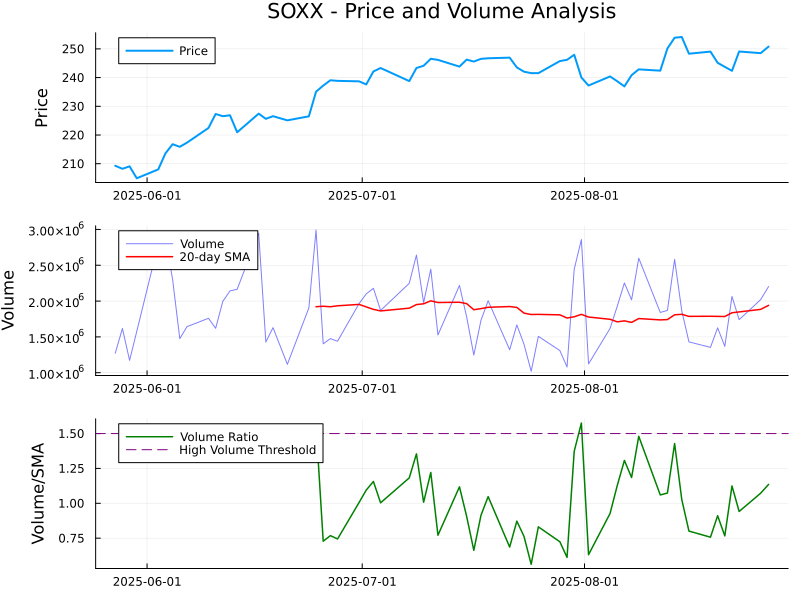 SOXX - Price and Volume Analysis
Price
250
240
230
220
210
Price
2025-06-01
2025-07-01
2025-08-01
Volume
20-day SMA
3.00×10⁶
2.50×10⁶
2.00×10⁶
1.50×10⁶
1.00×10⁶
Volume
2025-06-01
2025-07-01
2025-08-01
Volume Ratio
High Volume Threshold
1.50
1.25
1.00
0.75
Volume/SMA
2025-06-01
2025-07-01
2025-08-01